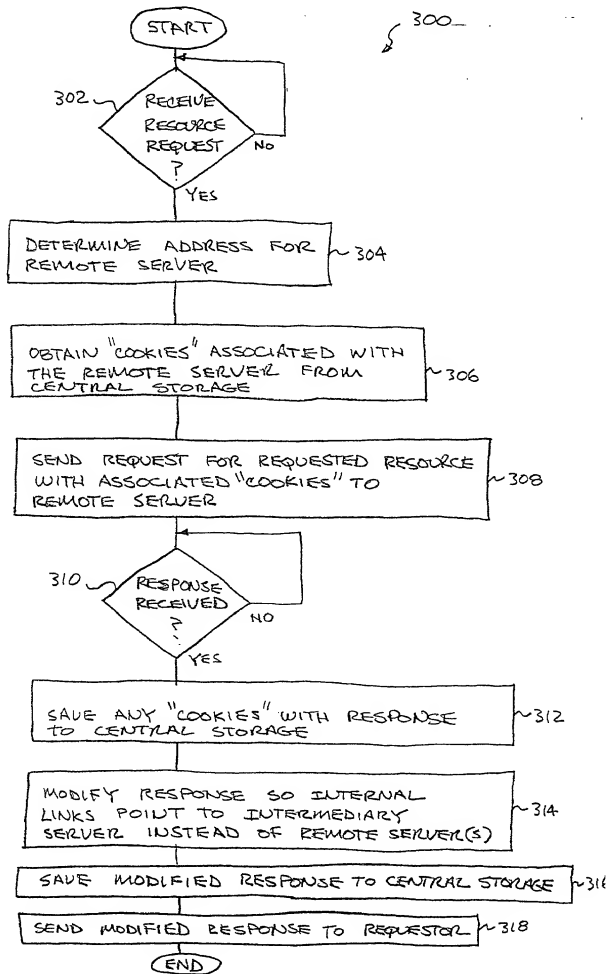 START
300
302
RECEIVE
RESOURCE
REQUEST
?
NO
YES
DETERMINE ADDRESS FOR
REMOTE SERVER
304
OBTAIN "COOKIES" ASSOCIATED WITH
THE REMOTE SERVER FROM
CENTRAL STORAGE
306
SEND REQUEST FOR REQUESTED RESOURCE
WITH ASSOCIATED "COOKIES" TO
REMOTE SERVER
308
310
RESPONSE
RECEIVED
?
NO
YES
SAVE ANY "COOKIES" WITH RESPONSE
TO CENTRAL STORAGE
312
MODIFY RESPONSE SO INTERNAL
LINKS POINT TO INTERMEDIARY
SERVER INSTEAD OF REMOTE SERVER(S)
314
SAVE MODIFIED RESPONSE TO CENTRAL STORAGE
316
SEND MODIFIED RESPONSE TO REQUESTOR
318
END